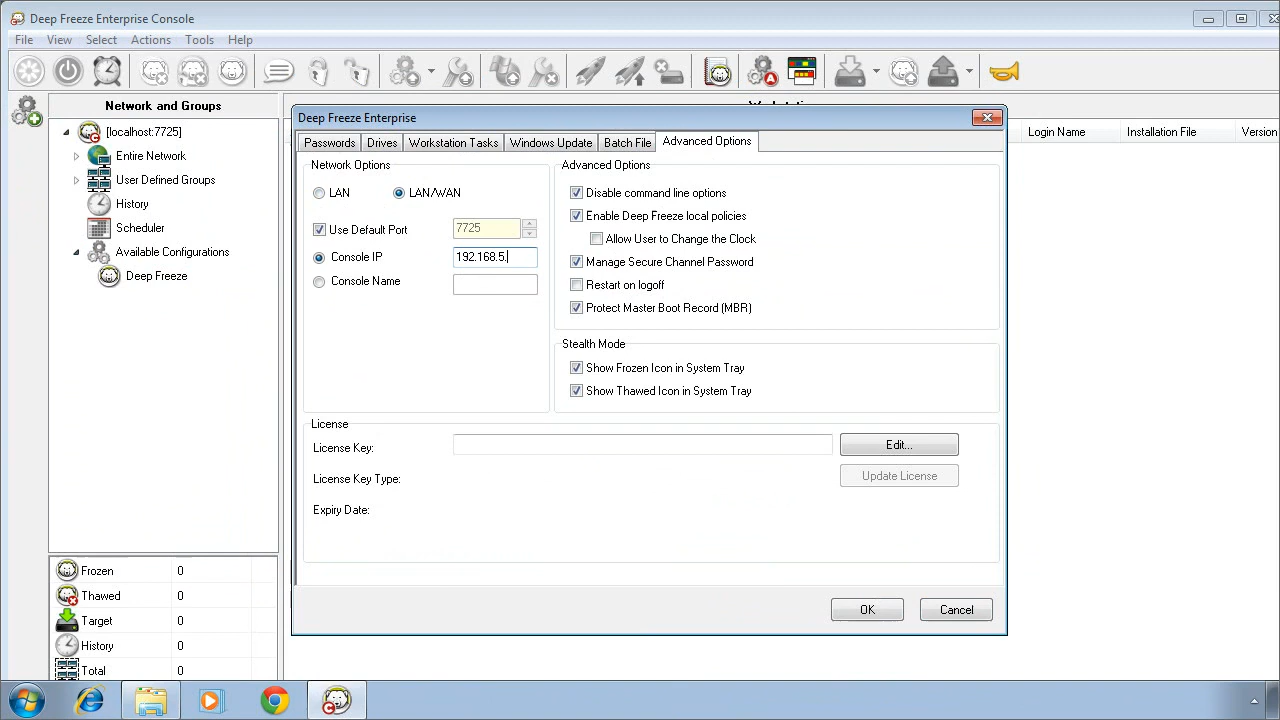 Deep Freeze Enterprise Console
File View Select Actions Tools Help
Network and Groups
[localhost:7725]
Entire Network
User Defined Groups
History
Scheduler
Available Configurations
Deep Freeze
Login Name Installation File Version
Deep Freeze Enterprise
Passwords Drives Workstation Tasks Windows Update Batch File Advanced Options
Network Options
LAN LAN/WAN
Use Default Port 7725
Console IP 192.168.5.
Console Name
Advanced Options
Disable command line options
Enable Deep Freeze local policies
Allow User to Change the Clock
Manage Secure Channel Password
Restart on logoff
Protect Master Boot Record (MBR)
Stealth Mode
Show Frozen Icon in System Tray
Show Thawed Icon in System Tray
License
License Key: Edit...
License Key Type: Update License
Expiry Date:
OK Cancel
Frozen 0
Thawed 0
Target 0
History 0
Total 0